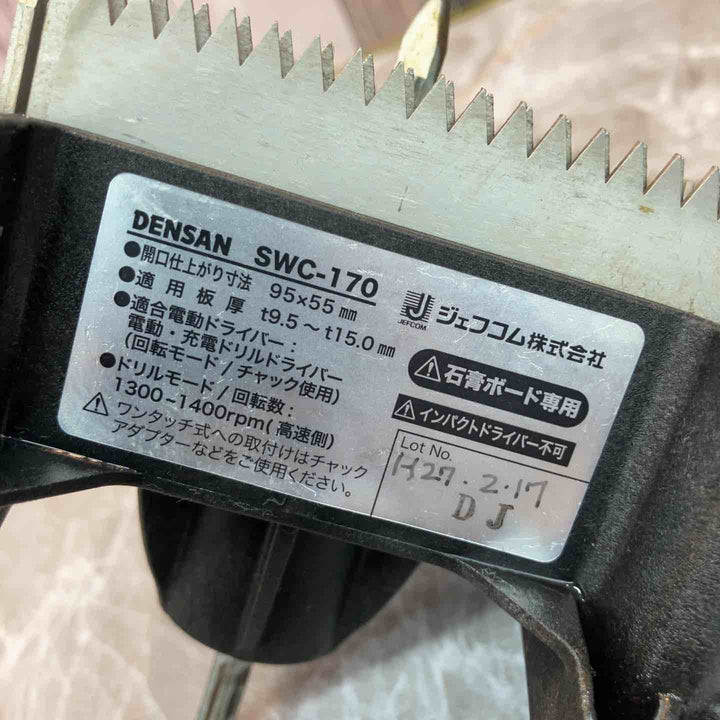 DENSAN SWC-170
●開口仕上がり寸法 95×55㎜
●適用板厚 t9.5～t15.0㎜
●適合電動ドライバー：
電動・充電ドリルドライバー
(回転モード/チャック使用)
●ドリルモード/回転数：
1300~1400rpm(高速側)
⚠ワンタッチ式への取付けはチャック
アダプターなどをご使用ください。
J
JEFCOM
ジェフコム株式会社
⚠石膏ボード専用
⚠インパクトドライバー不可
Lot No.
H27.2.17
DJ